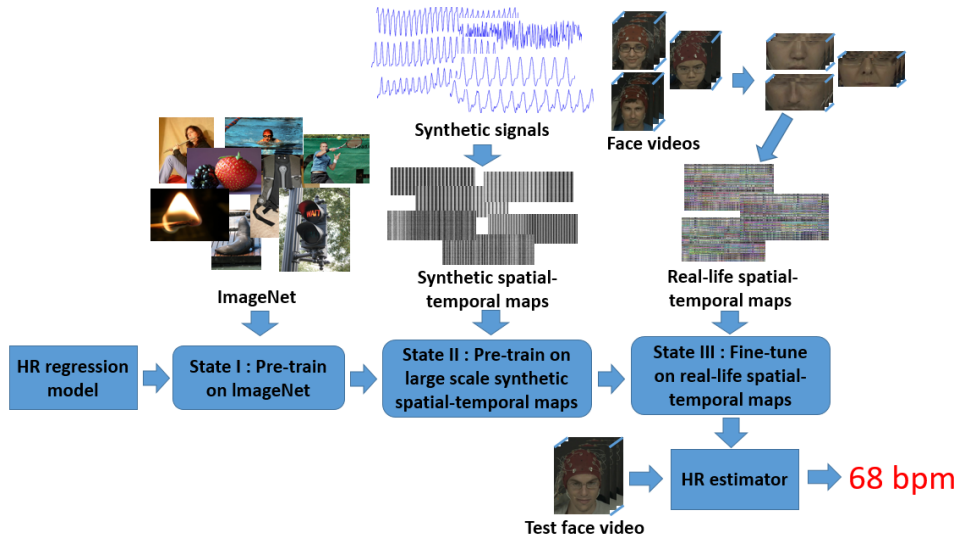 Synthetic signals
Face videos
WAIT
ImageNet
Synthetic spatial-
temporal maps
Real-life spatial-
temporal maps
HR regression
model
State I : Pre-train
on ImageNet
State II : Pre-train on
large scale synthetic
spatial-temporal maps
State III : Fine-tune
on real-life spatial-
temporal maps
HR estimator
68 bpm
Test face video